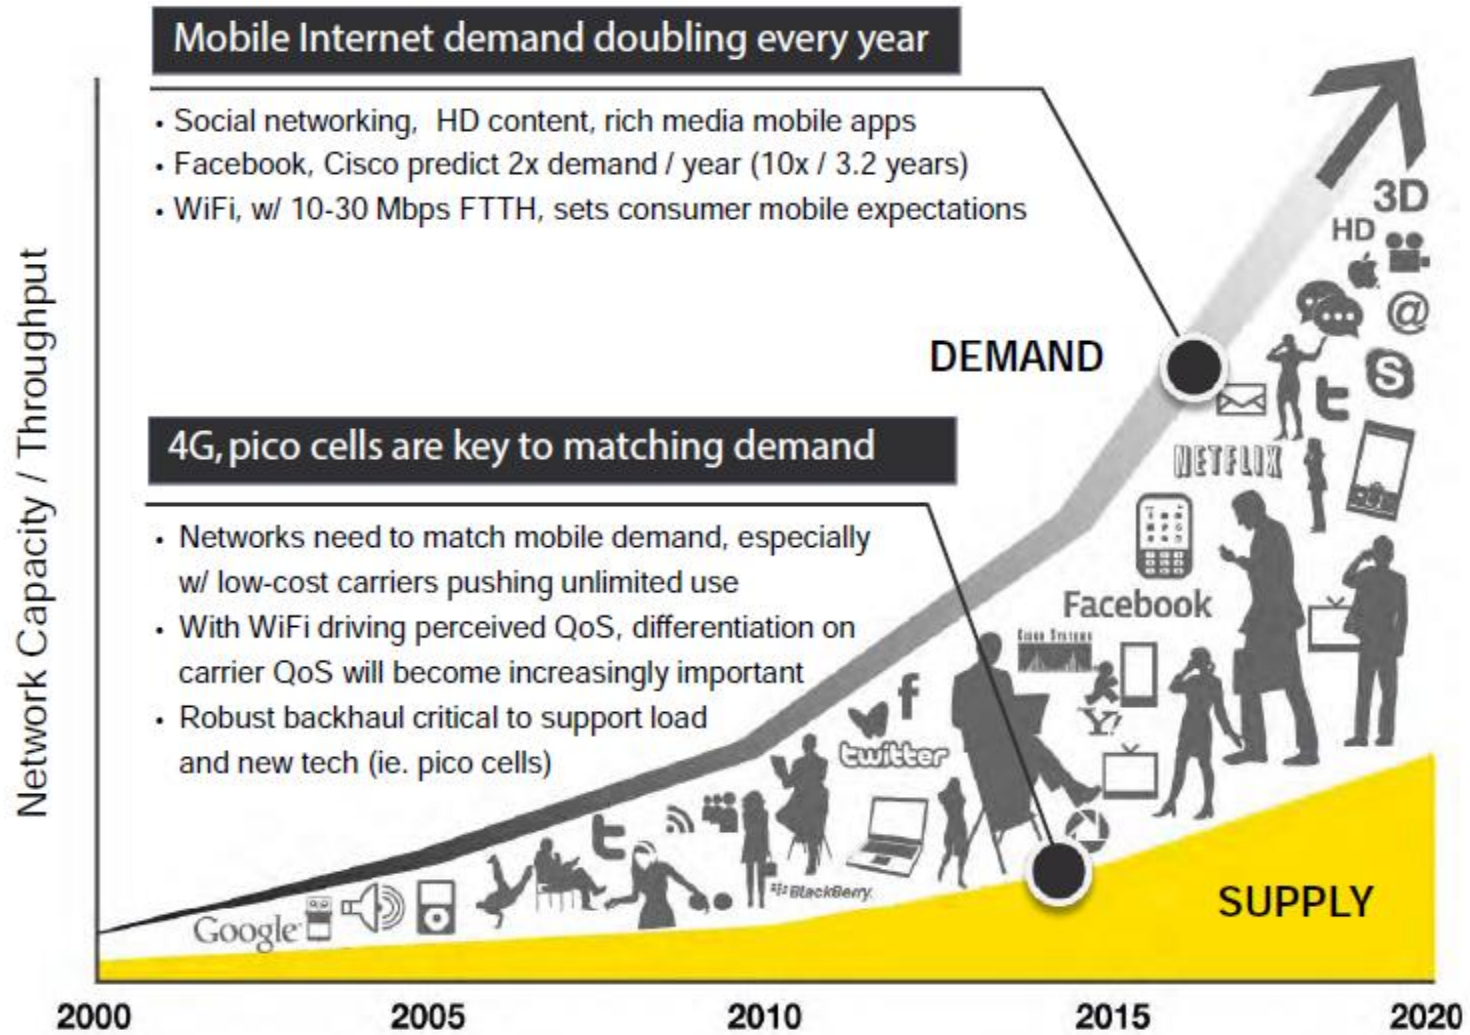 Mobile Internet demand doubling every year
• Social networking, HD content, rich media mobile apps
• Facebook, Cisco predict 2x demand / year (10x / 3.2 years)
• WiFi, w/ 10-30 Mbps FTTH, sets consumer mobile expectations
DEMAND
3D
HD
@
S
t
NETFLIX
4G, pico cells are key to matching demand
• Networks need to match mobile demand, especially
w/ low-cost carriers pushing unlimited use
• With WiFi driving perceived QoS, differentiation on
carrier QoS will become increasingly important
• Robust backhaul critical to support load
and new tech (ie. pico cells)
Facebook
Cisco Systems
Y!
f
twitter
t
BlackBerry.
Google
SUPPLY
Network Capacity / Throughput
2000 2005 2010 2015 2020